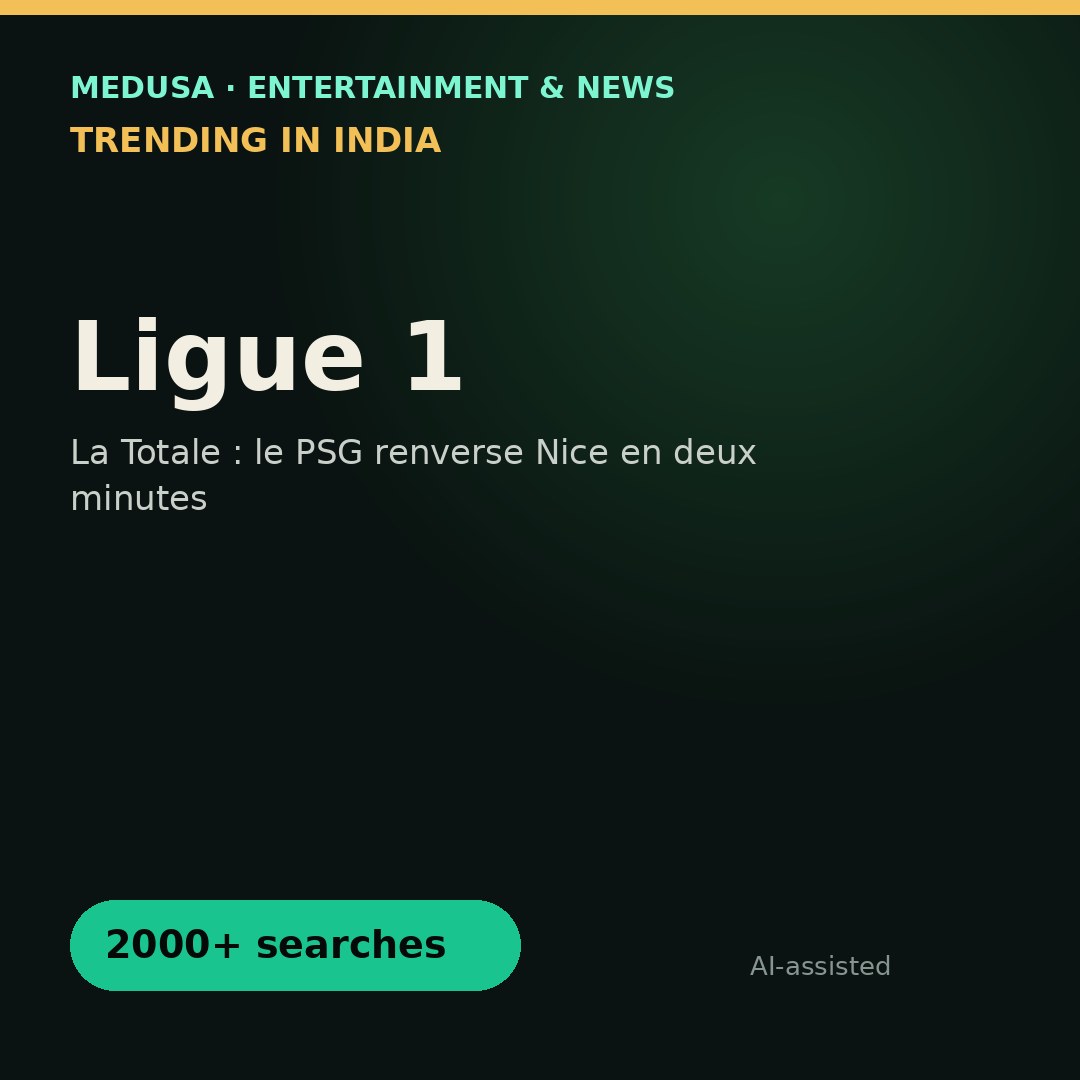 MEDUSA · ENTERTAINMENT & NEWS
TRENDING IN INDIA
Ligue 1
La Totale : le PSG renverse Nice en deux
minutes
2000+ searches
AI-assisted